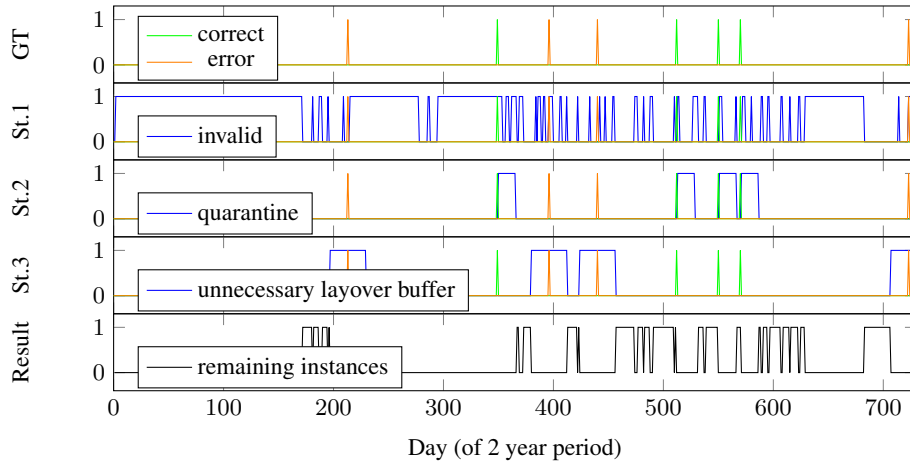 GT
1
0
correct
error
St.1
1
0
invalid
St.2
1
0
quarantine
St.3
1
0
unnecessary layover buffer
Result
1
0
remaining instances
0 100 200 300 400 500 600 700
Day (of 2 year period)